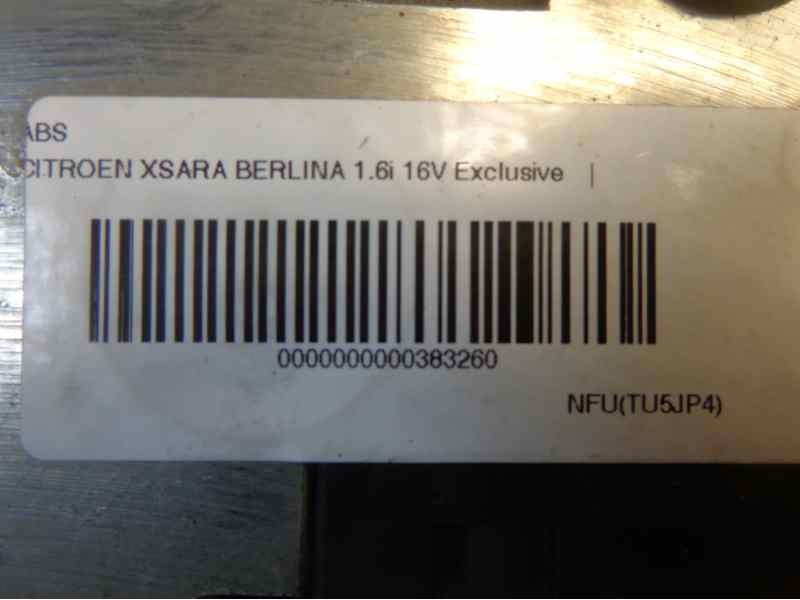 ABS
CITROEN XSARA BERLINA 1.6i 16V Exclusive |
0000000000383260
NFU(TU5JP4)